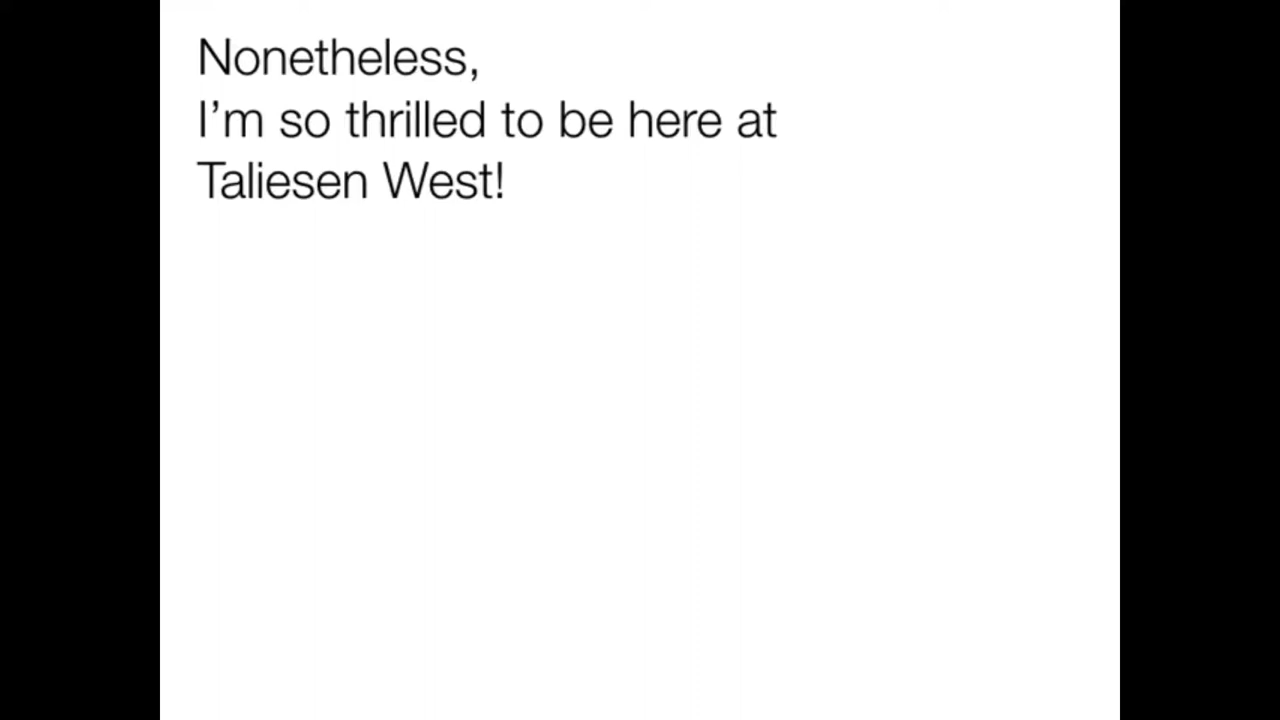 Nonetheless,
I’m so thrilled to be here at
Taliesen West!